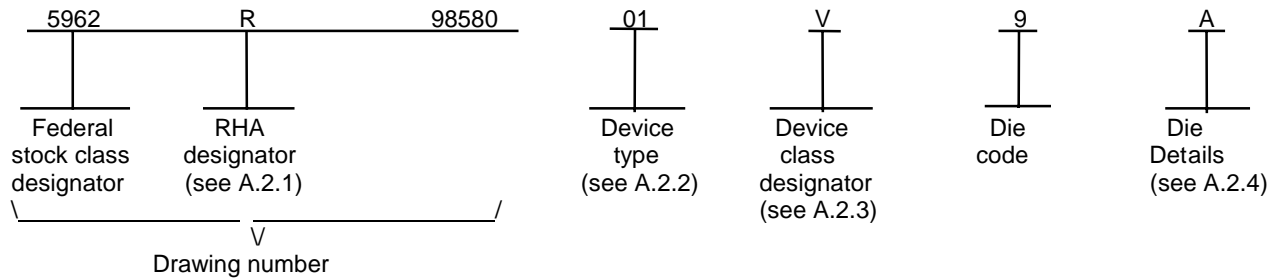 5962 R 98580 01 V 9 A
Federal RHA Device Device Die Die
stock class designator type class code Details
designator (see A.2.1) (see A.2.2) designator (see A.2.4)
(see A.2.3)
\/
Drawing number